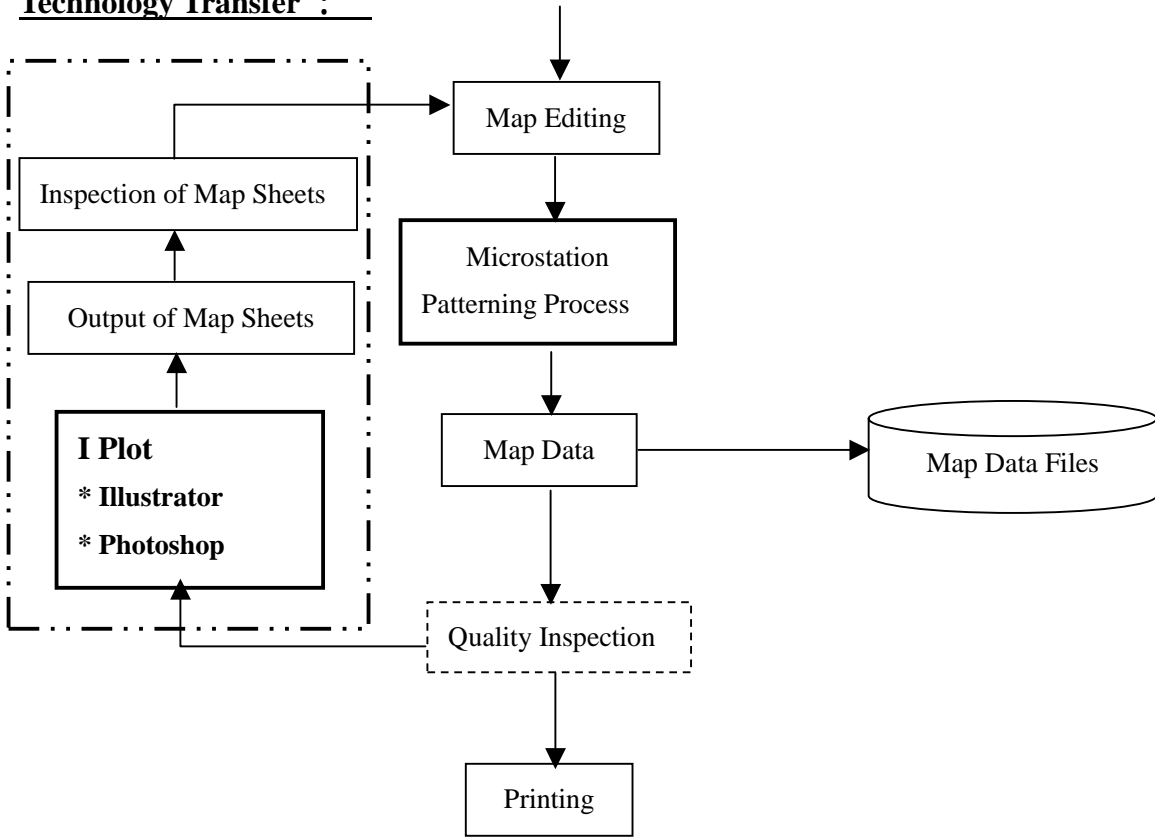 Technology Transfer :
Map Editing
Inspection of Map Sheets
Microstation
Patterning Process
Output of Map Sheets
I Plot
* Illustrator
* Photoshop
Map Data
Map Data Files
Quality Inspection
Printing